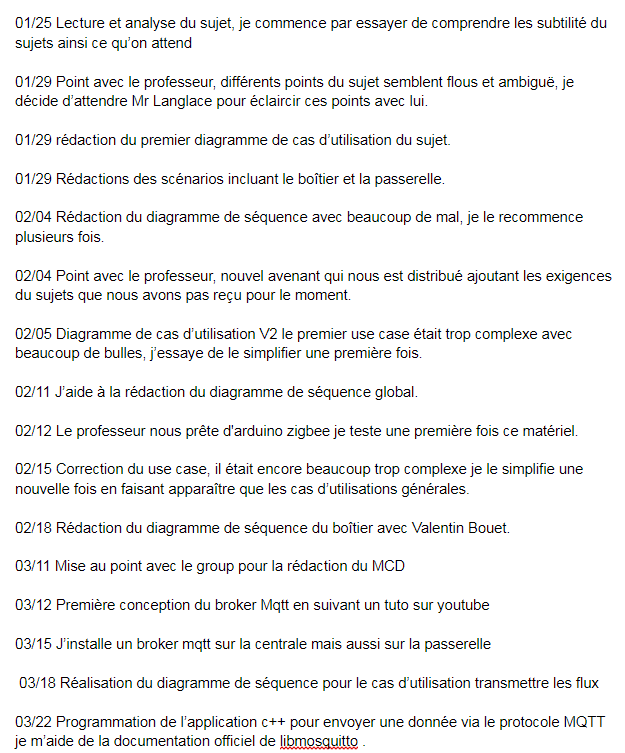 01/25 Lecture et analyse du sujet, je commence par essayer de comprendre les subtilité du
sujets ainsi ce qu’on attend
01/29 Point avec le professeur, différents points du sujet semblent flous et ambiguë, je
décide d’attendre Mr Langlace pour éclaircir ces points avec lui.
01/29 rédaction du premier diagramme de cas d’utilisation du sujet.
01/29 Rédactions des scénarios incluant le boîtier et la passerelle.
02/04 Rédaction du diagramme de séquence avec beaucoup de mal, je le recommence
plusieurs fois.
02/04 Point avec le professeur, nouvel avenant qui nous est distribué ajoutant les exigences
du sujets que nous avons pas reçu pour le moment.
02/05 Diagramme de cas d’utilisation V2 le premier use case était trop complexe avec
beaucoup de bulles, j’essaye de le simplifier une première fois.
02/11 J’aide à la rédaction du diagramme de séquence global.
02/12 Le professeur nous prête d'arduino zigbee je teste une première fois ce matériel.
02/15 Correction du use case, il était encore beaucoup trop complexe je le simplifie une
nouvelle fois en faisant apparaître que les cas d’utilisations générales.
02/18 Rédaction du diagramme de séquence du boîtier avec Valentin Bouet.
03/11 Mise au point avec le group pour la rédaction du MCD
03/12 Première conception du broker Mqtt en suivant un tuto sur youtube
03/15 J’installe un broker mqtt sur la centrale mais aussi sur la passerelle
03/18 Réalisation du diagramme de séquence pour le cas d’utilisation transmettre les flux
03/22 Programmation de l’application c++ pour envoyer une donnée via le protocole MQTT
je m’aide de la documentation officiel de libmosquitto .